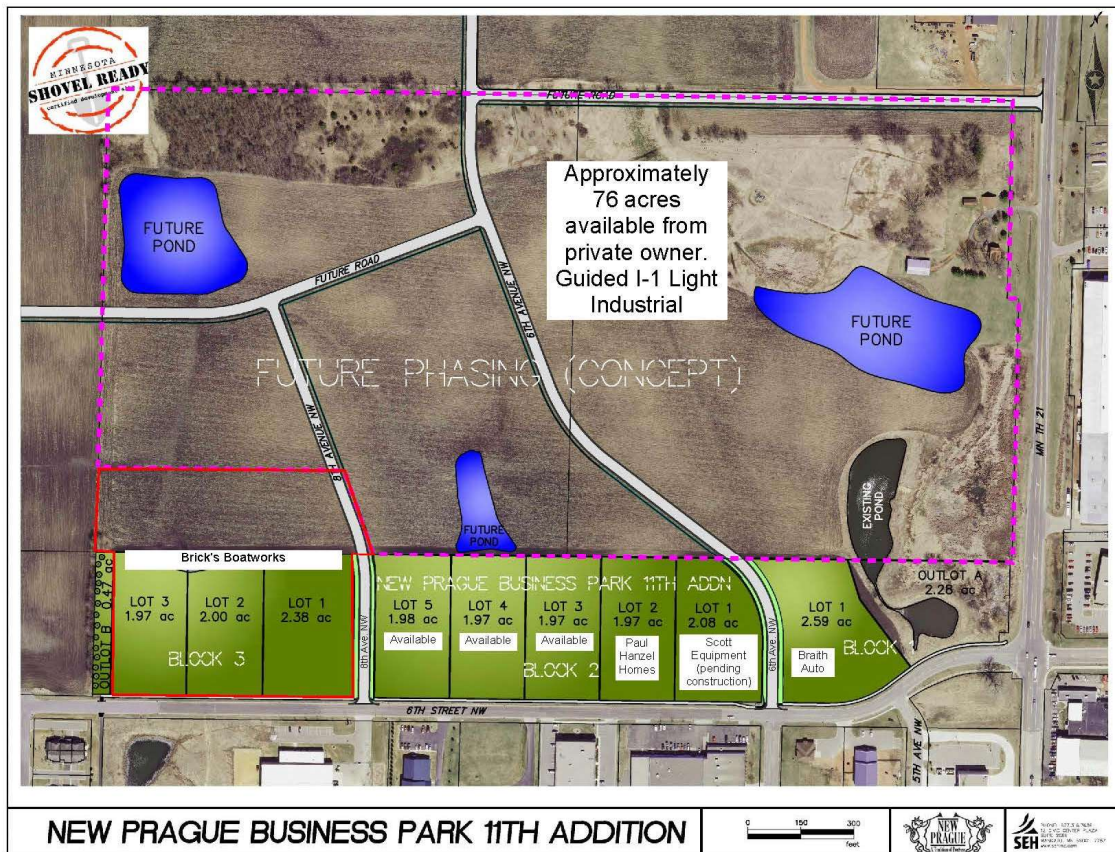 MINNESOTA
SHOVEL READY
certified development
FUTURE ROAD
Approximately
76 acres
available from
private owner.
Guided I-1 Light
Industrial
FUTURE
POND
FUTURE ROAD
6TH AVENUE NW
FUTURE
POND
FUTURE PHASING (CONCEPT)
8TH AVENUE NW
MN TH 21
EXISTING
POND
FUTURE
POND
Brick's Boatworks
NEW PRAGUE BUSINESS PARK 11TH ADDN
OUTLOT A
2.28 ac
OUTLOT B 0.47 ac
LOT 3
1.97 ac
LOT 2
2.00 ac
LOT 1
2.38 ac
BLOCK 3
8th Ave. NW
LOT 5
1.98 ac
Available
LOT 4
1.97 ac
Available
LOT 3
1.97 ac
Available
LOT 2
1.97 ac
Paul
Hanzel
Homes
LOT 1
2.08 ac
Scott
Equipment
(pending
construction)
BLOCK 2
6th Ave. NW
LOT 1
2.59 ac
Braith
Auto
BLOCK
6TH STREET NW
5TH AVE NW
NEW PRAGUE BUSINESS PARK 11TH ADDITION
0 150 300
feet
NEW
PRAGUE
SEH